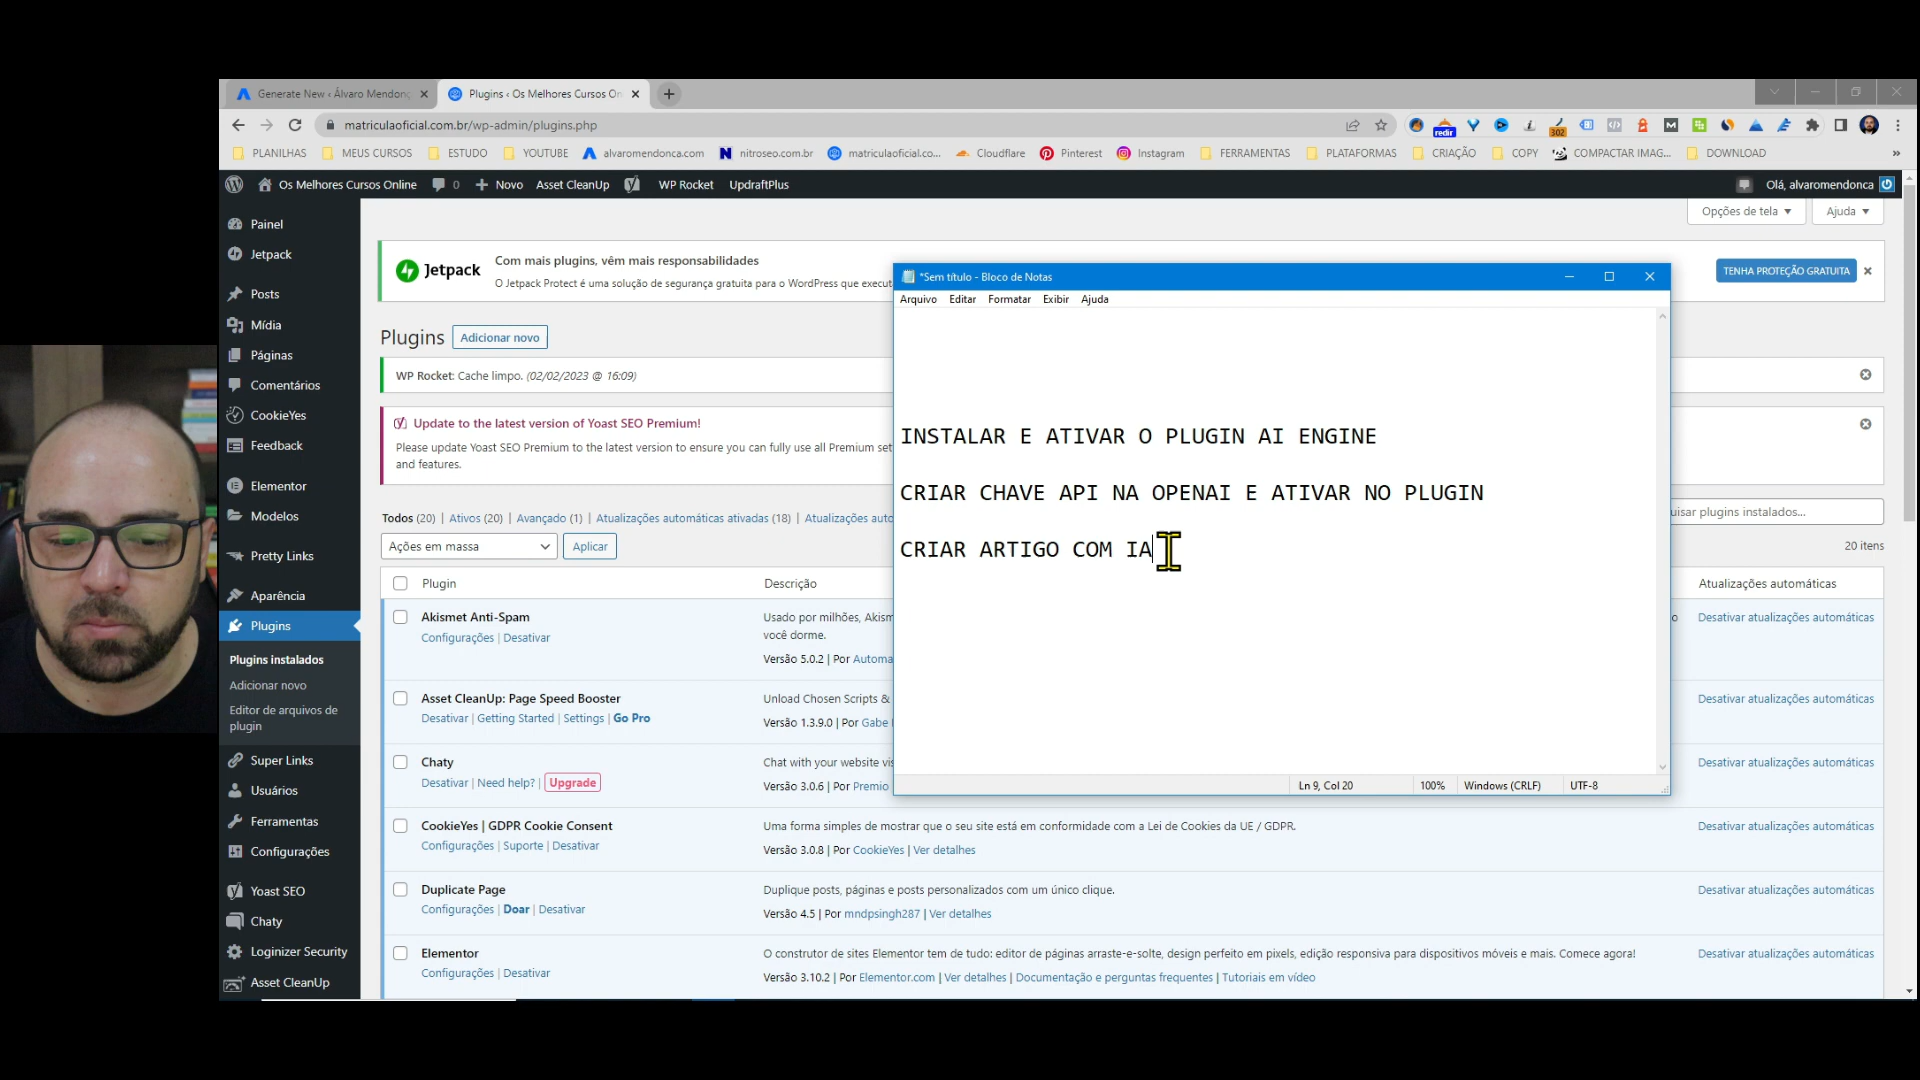 Generate New ‹ Álvaro Mendonç
Plugins ‹ Os Melhores Cursos On
matriculaoficial.com.br/wp-admin/plugins.php
redir
302
PLANILHAS
MEUS CURSOS
ESTUDO
YOUTUBE
alvaromendonca.com
nitroseo.com.br
matriculaoficial.co...
Cloudflare
Pinterest
Instagram
FERRAMENTAS
PLATAFORMAS
CRIAÇÃO
COPY
COMPACTAR IMAG...
DOWNLOAD
Os Melhores Cursos Online
0
Novo
Asset CleanUp
WP Rocket
UpdraftPlus
Olá, alvaromendonca
Opções de tela
Ajuda
Painel
Jetpack
Posts
Mídia
Páginas
Comentários
CookieYes
Feedback
Elementor
Modelos
Pretty Links
Aparência
Plugins
Plugins instalados
Adicionar novo
Editor de arquivos de
plugin
Super Links
Usuários
Ferramentas
Configurações
Yoast SEO
Chaty
Loginizer Security
Asset CleanUp
Jetpack
Com mais plugins, vêm mais responsabilidades
O Jetpack Protect é uma solução de segurança gratuita para o WordPress que execut
TENHA PROTEÇÃO GRATUITA
Plugins
Adicionar novo
WP Rocket: Cache limpo. (02/02/2023 @ 16:09)
Update to the latest version of Yoast SEO Premium!
Please update Yoast SEO Premium to the latest version to ensure you can fully use all Premium set
and features.
Todos (20) | Ativos (20) | Avançado (1) | Atualizações automáticas ativadas (18) | Atualizações auto
uisar plugins instalados...
Ações em massa
Aplicar
20 itens
Plugin
Descrição
Atualizações automáticas
Akismet Anti-Spam
Configurações | Desativar
Usado por milhões, Akism
você dorme.
Versão 5.0.2 | Por Automa
o
Desativar atualizações automáticas
Asset CleanUp: Page Speed Booster
Desativar | Getting Started | Settings | Go Pro
Unload Chosen Scripts &
Versão 1.3.9.0 | Por Gabe
Desativar atualizações automáticas
Chaty
Desativar | Need help? | Upgrade
Chat with your website vis
Versão 3.0.6 | Por Premio
Desativar atualizações automáticas
CookieYes | GDPR Cookie Consent
Configurações | Suporte | Desativar
Uma forma simples de mostrar que o seu site está em conformidade com a Lei de Cookies da UE / GDPR.
Versão 3.0.8 | Por CookieYes | Ver detalhes
Desativar atualizações automáticas
Duplicate Page
Configurações | Doar | Desativar
Duplique posts, páginas e posts personalizados com um único clique.
Versão 4.5 | Por mndpsingh287 | Ver detalhes
Desativar atualizações automáticas
Elementor
Configurações | Desativar
O construtor de sites Elementor tem de tudo: editor de páginas arraste-e-solte, design perfeito em pixels, edição responsiva para dispositivos móveis e mais. Comece agora!
Versão 3.10.2 | Por Elementor.com | Ver detalhes | Documentação e perguntas frequentes | Tutoriais em vídeo
Desativar atualizações automáticas
*Sem título - Bloco de Notas
Arquivo Editar Formatar Exibir Ajuda
INSTALAR E ATIVAR O PLUGIN AI ENGINE
CRIAR CHAVE API NA OPENAI E ATIVAR NO PLUGIN
CRIAR ARTIGO COM IA
Ln 9, Col 20
100%
Windows (CRLF)
UTF-8